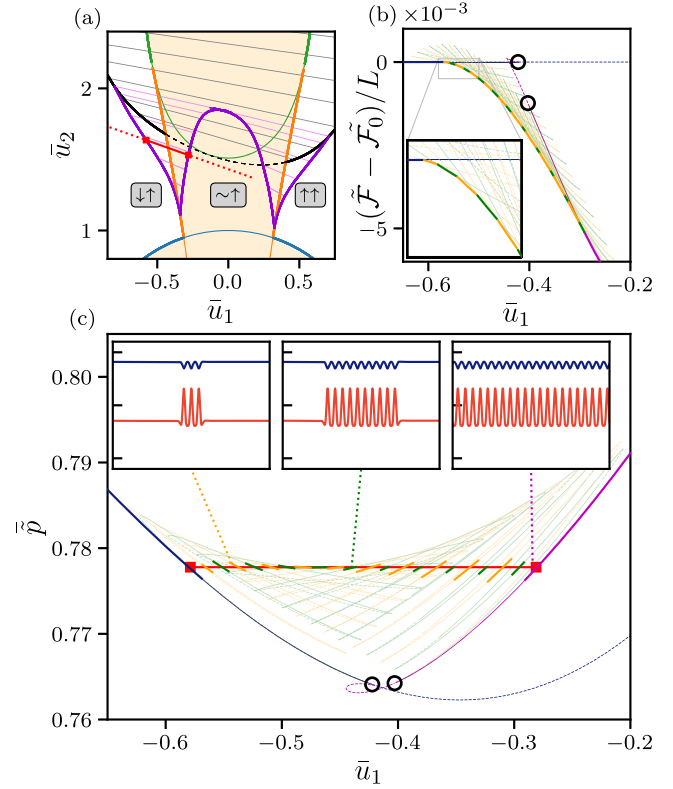 (a)
ū₂
2
1
↓↑
∼↑
↑↑
−0.5
0.0
0.5
ū₁
(b)
×10⁻³
(F̃ − F̃₀)/L
0
−5
−0.6
−0.4
−0.2
ū₁
(c)
p̃̄
0.80
0.79
0.78
0.77
0.76
−0.6
−0.5
−0.4
−0.3
−0.2
ū₁